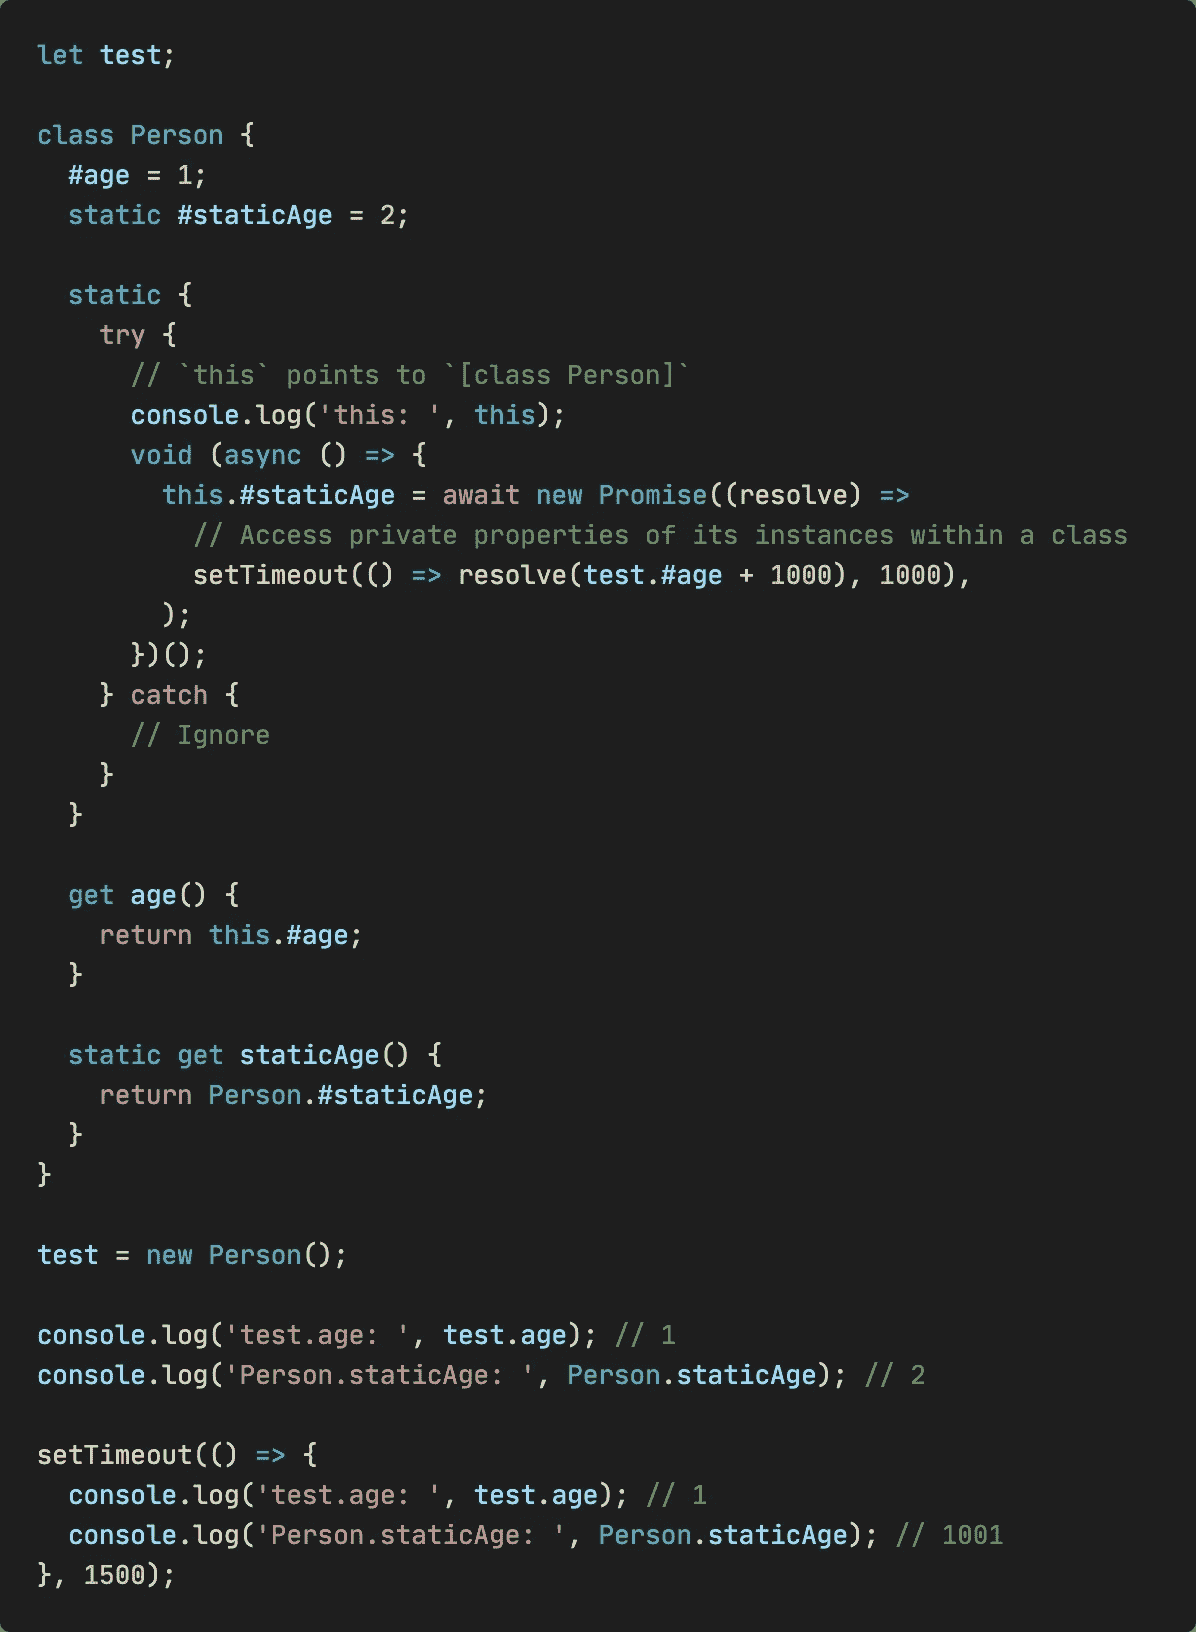 let test;

class Person {
  #age = 1;
  static #staticAge = 2;

  static {
    try {
      // `this` points to `[class Person]`
      console.log('this: ', this);
      void (async () => {
        this.#staticAge = await new Promise((resolve) =>
          // Access private properties of its instances within a class
          setTimeout(() => resolve(test.#age + 1000), 1000),
        );
      })();
    } catch {
      // Ignore
    }
  }

  get age() {
    return this.#age;
  }

  static get staticAge() {
    return Person.#staticAge;
  }
}

test = new Person();

console.log('test.age: ', test.age); // 1
console.log('Person.staticAge: ', Person.staticAge); // 2

setTimeout(() => {
  console.log('test.age: ', test.age); // 1
  console.log('Person.staticAge: ', Person.staticAge); // 1001
}, 1500);